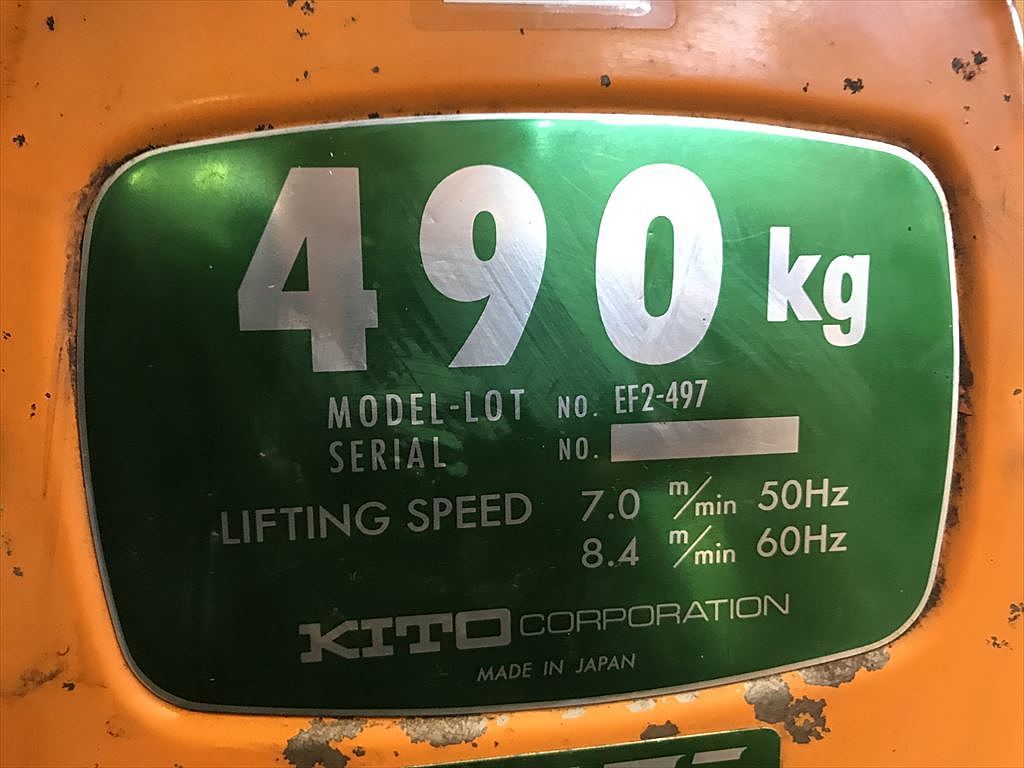 490 kg
MODEL-LOT NO. EF2-497
SERIAL NO.
LIFTING SPEED 7.0 m/min 50Hz
8.4 m/min 60Hz
KITO CORPORATION
MADE IN JAPAN